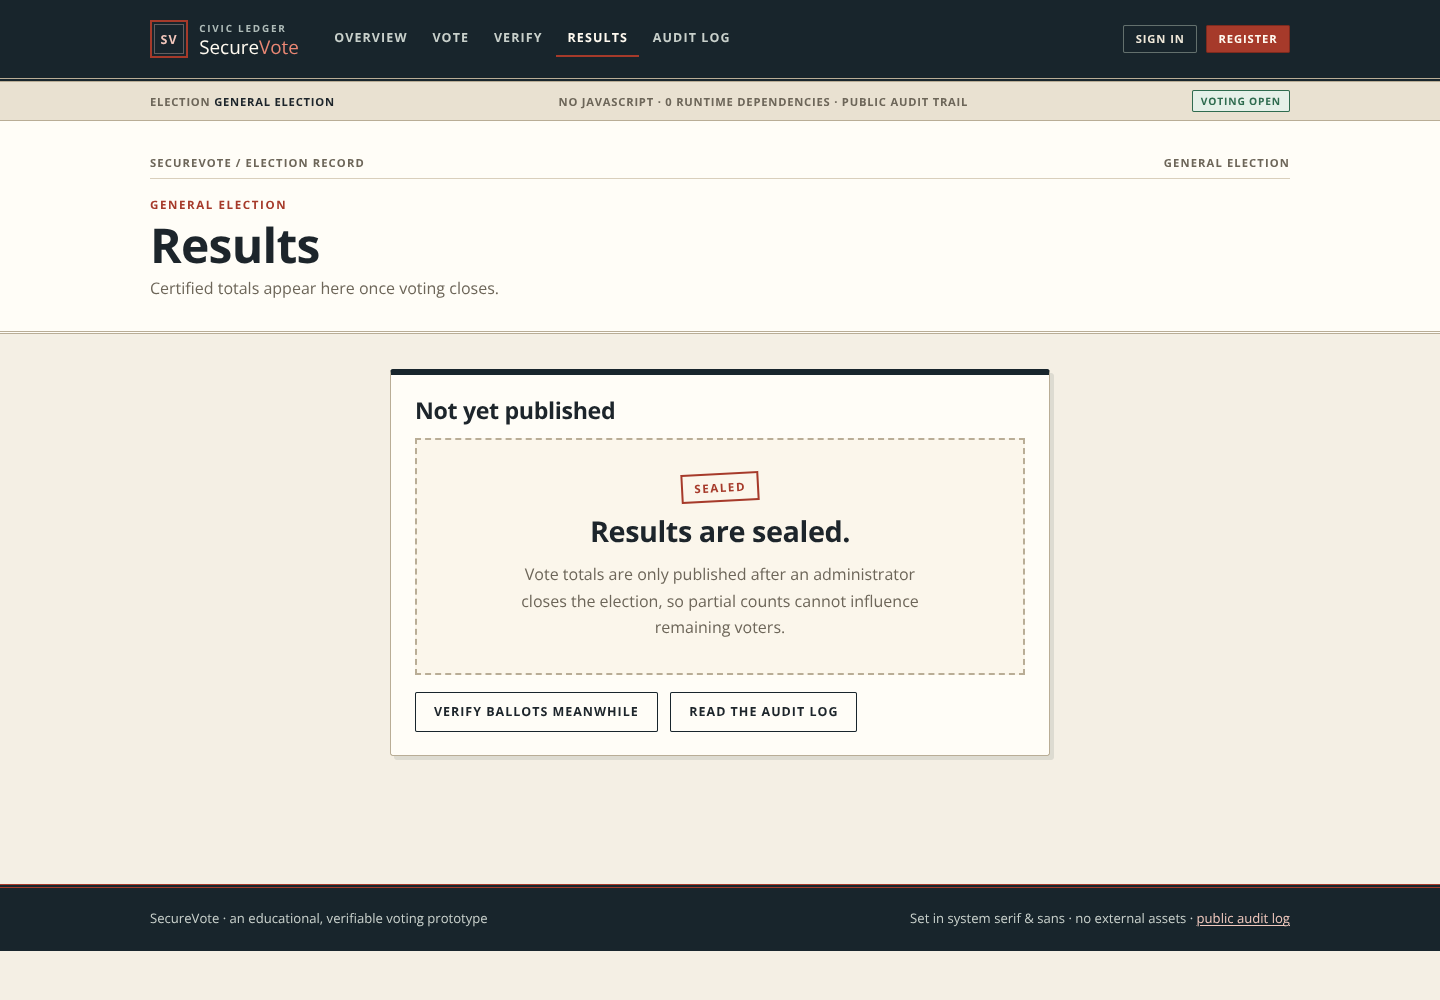 SV
CIVIC LEDGER
SecureVote
OVERVIEW VOTE VERIFY RESULTS AUDIT LOG
SIGN IN REGISTER
ELECTION GENERAL ELECTION
NO JAVASCRIPT · 0 RUNTIME DEPENDENCIES · PUBLIC AUDIT TRAIL
VOTING OPEN
SECUREVOTE / ELECTION RECORD
GENERAL ELECTION
GENERAL ELECTION
Results
Certified totals appear here once voting closes.
Not yet published
SEALED
Results are sealed.
Vote totals are only published after an administrator
closes the election, so partial counts cannot influence
remaining voters.
VERIFY BALLOTS MEANWHILE
READ THE AUDIT LOG
SecureVote · an educational, verifiable voting prototype
Set in system serif & sans · no external assets · public audit log